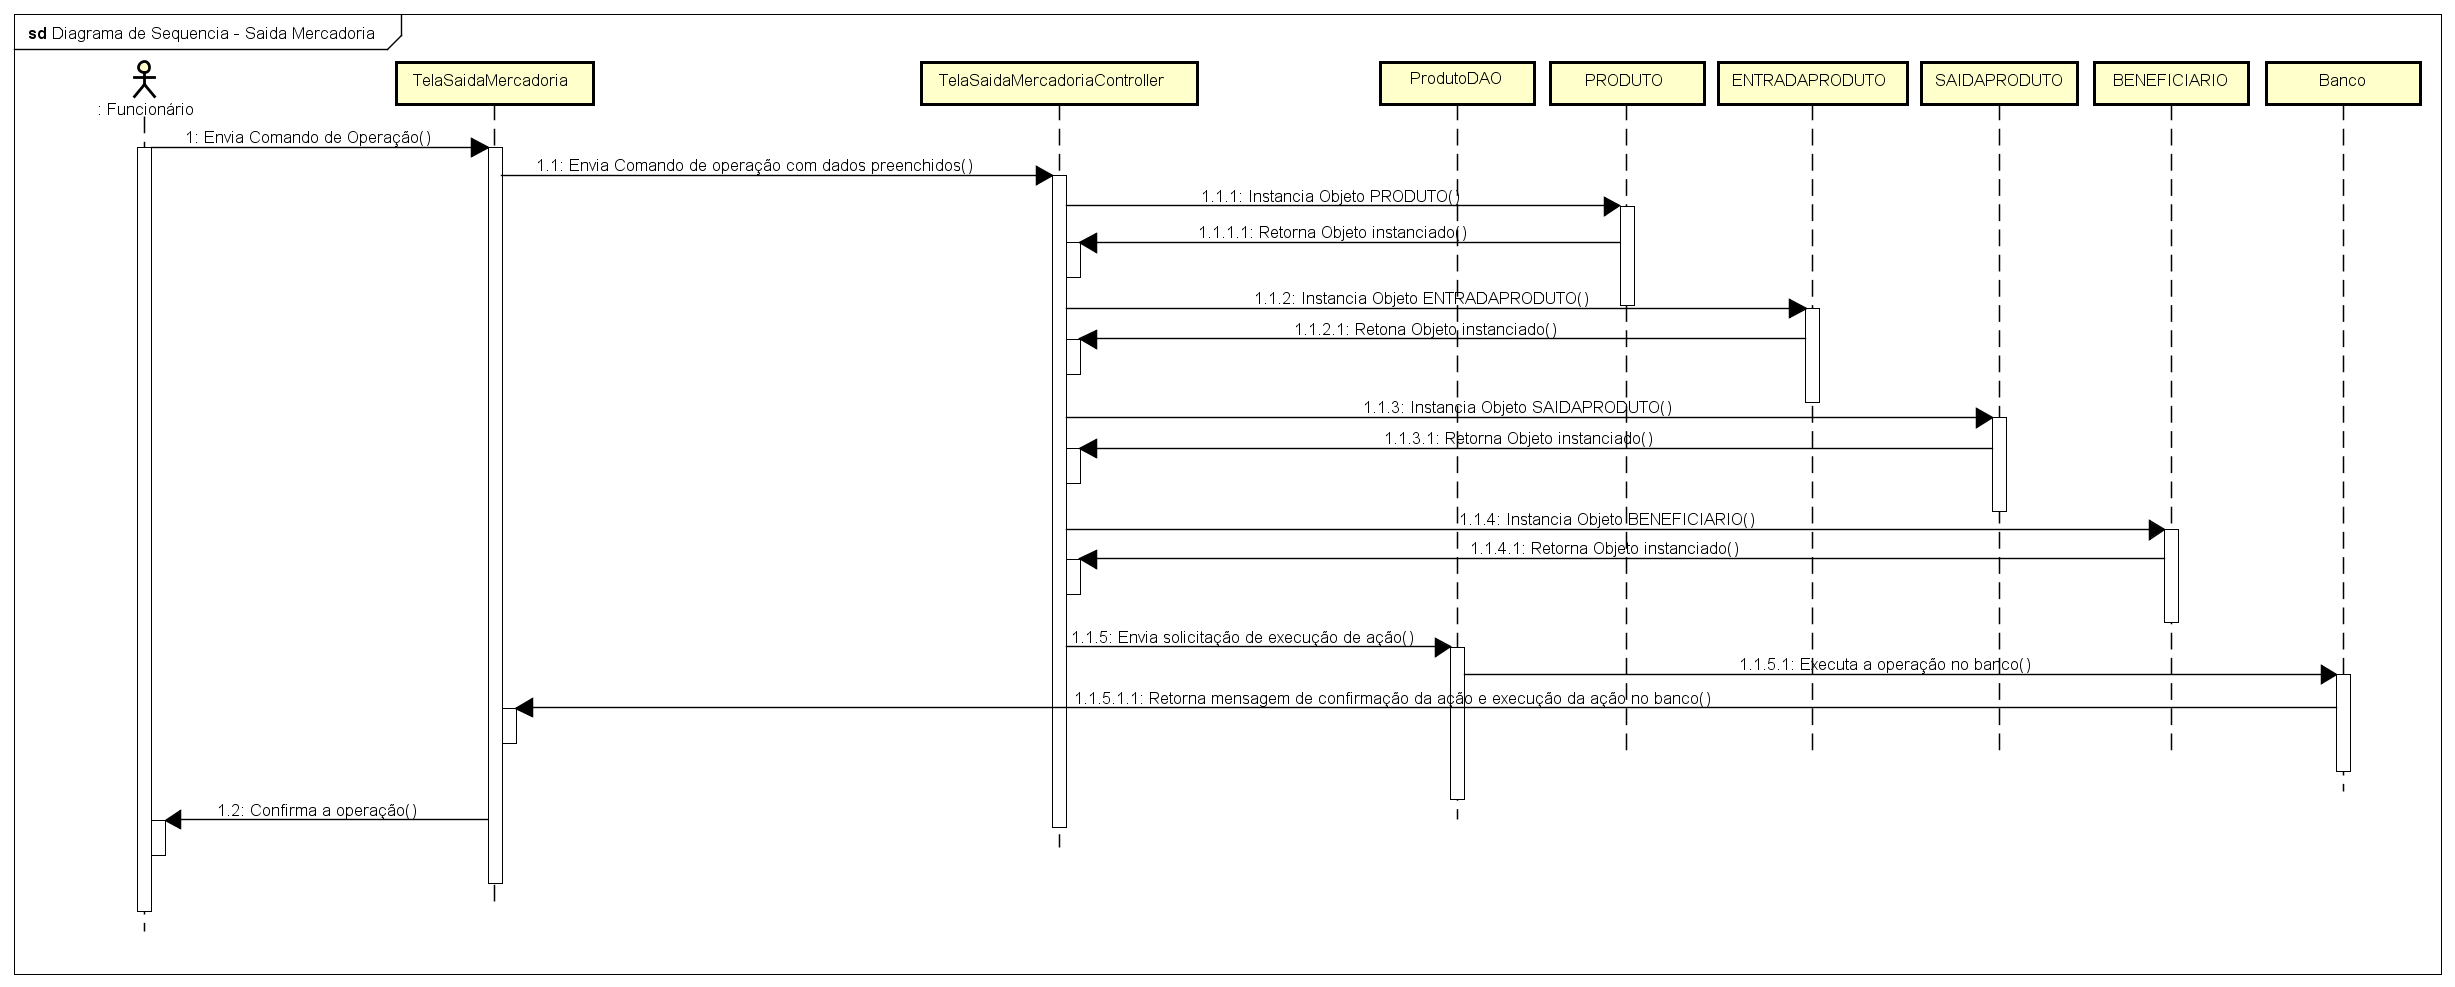 sd Diagrama de Sequencia - Saida Mercadoria
: Funcionário
TelaSaidaMercadoria
TelaSaidaMercadoriaController
ProdutoDAO
PRODUTO
ENTRADAPRODUTO
SAIDAPRODUTO
BENEFICIARIO
Banco
1: Envia Comando de Operação()
1.1: Envia Comando de operação com dados preenchidos()
1.1.1: Instancia Objeto PRODUTO()
1.1.1.1: Retorna Objeto instanciado()
1.1.2: Instancia Objeto ENTRADAPRODUTO()
1.1.2.1: Retona Objeto instanciado()
1.1.3: Instancia Objeto SAIDAPRODUTO()
1.1.3.1: Retorna Objeto instanciado()
1.1.4: Instancia Objeto BENEFICIARIO()
1.1.4.1: Retorna Objeto instanciado()
1.1.5: Envia solicitação de execução de ação()
1.1.5.1: Executa a operação no banco()
1.1.5.1.1: Retorna mensagem de confirmação da ação e execução da ação no banco()
1.2: Confirma a operação()